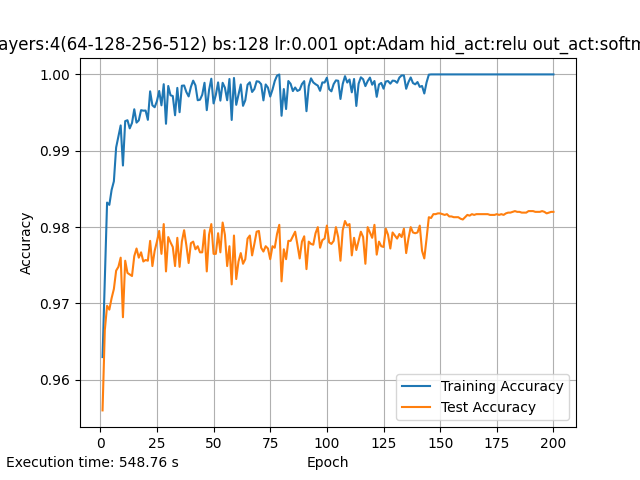 ayers:4(64-128-256-512) bs:128 lr:0.001 opt:Adam hid_act:relu out_act:softm
1.00
0.99
0.98
0.97
0.96
Accuracy
Training Accuracy
Test Accuracy
0 25 50 75 100 125 150 175 200
Execution time: 548.76 s Epoch